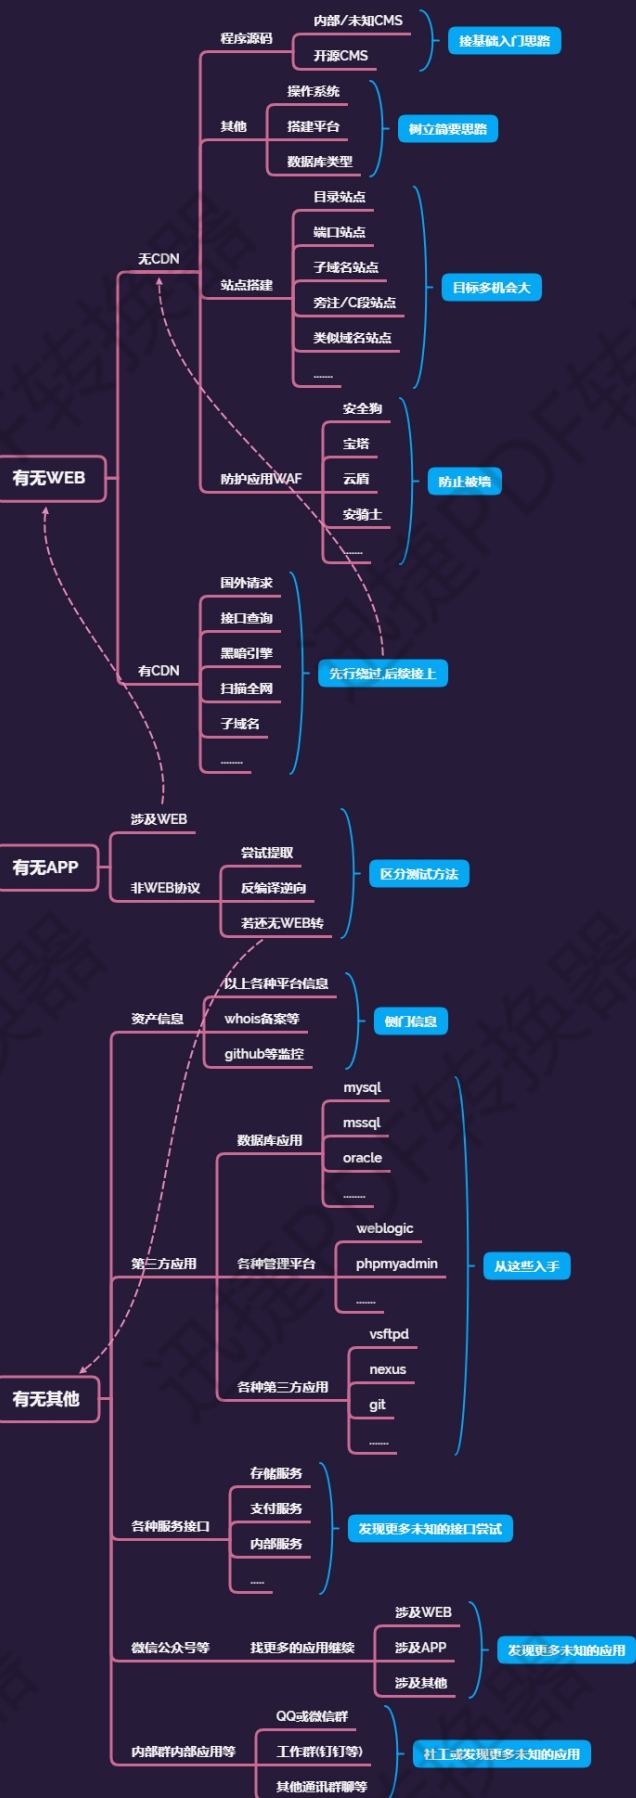 程序源码
内部/未知CMS
开源CMS
接基础入门思路
其他
操作系统
搭建平台
数据库类型
树立简要思路
无CDN
站点搭建
目录站点
端口站点
子域名站点
旁注/C段站点
类似域名站点
.......
目标多机会大
防护应用WAF
安全狗
宝塔
云盾
安骑士
.......
防止被墙
有无WEB
有CDN
国外请求
接口查询
黑暗引擎
扫描全网
子域名
........
先行绕过,后续接上
有无APP
涉及WEB
非WEB协议
尝试提取
反编译逆向
若还无WEB转
区分测试方法
资产信息
以上各种平台信息
whois备案等
github等监控
侧门信息
第三方应用
数据库应用
mysql
mssql
oracle
........
各种管理平台
weblogic
phpmyadmin
.......
各种第三方应用
vsftpd
nexus
git
.......
从这些入手
有无其他
各种服务接口
存储服务
支付服务
内部服务
.....
发现更多未知的接口尝试
微信公众号等
找更多的应用继续
涉及WEB
涉及APP
涉及其他
发现更多未知的应用
内部群内部应用等
QQ或微信群
工作群(钉钉等)
其他通讯群聊等
社工或发现更多未知的应用
迅捷PDF转换器